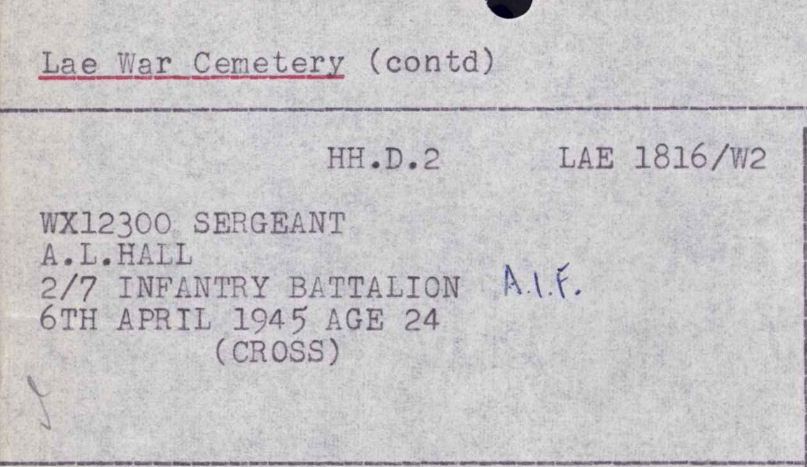 Lae War Cemetery (contd)
HH.D.2 LAE 1816/W2
WX12300 SERGEANT
A.L.HALL
2/7 INFANTRY BATTALION A.I.F.
6TH APRIL 1945 AGE 24
(CROSS)